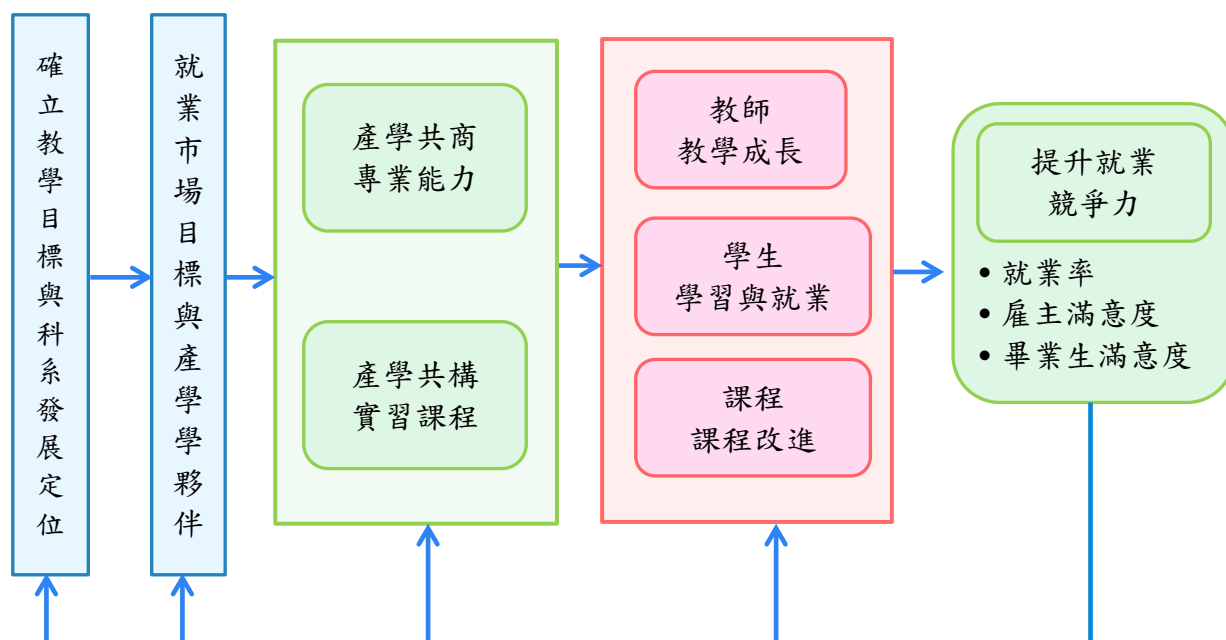 確立教學目標與科系發展定位
就業市場目標與產學學夥伴
產學共商
專業能力
產學共構
實習課程
教師
教學成長
學生
學習與就業
課程
課程改進
提升就業
競爭力
• 就業率
• 雇主滿意度
• 畢業生滿意度